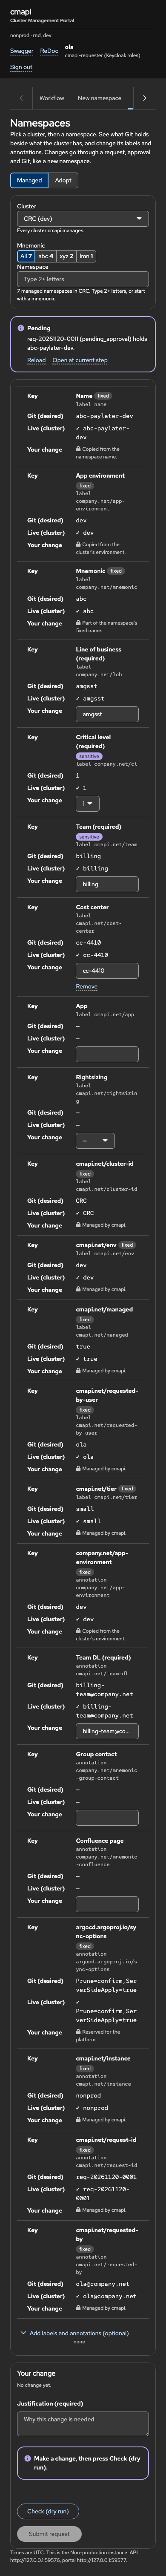 cmapi
Cluster Management Portal
nonprod · md, dev
Swagger ReDoc ola
cmapi-requester (Keycloak roles)
Sign out
Workflow New namespace
Namespaces
Pick a cluster, then a namespace. See what Git holds
beside what the cluster has, and change its labels and
annotations. Changes go through a request, approval
and Git, like a new namespace.
Managed Adopt
Cluster
CRC (dev)
Every cluster cmapi manages.
Mnemonic
All 7 abc 4 xyz 2 lmn 1
Namespace
Type 2+ letters
7 managed namespaces in CRC. Type 2+ letters, or start
with a mnemonic.
Pending
req-20261120-0011 (pending_approval) holds
abc-paylater-dev.
Reload Open at current step
Key Name fixed
label name
Git (desired) abc-paylater-dev
Live (cluster) ✓ abc-paylater-
dev
Your change Copied from the
namespace name.
Key App environment
fixed
label
company.net/app-
environment
Git (desired) dev
Live (cluster) ✓ dev
Your change Copied from the
cluster's environment.
Key Mnemonic fixed
label
company.net/mnemonic
Git (desired) abc
Live (cluster) ✓ abc
Your change Part of the namespace's
fixed name.
Key Line of business
(required)
label
company.net/lob
Git (desired) amgsst
Live (cluster) ✓ amgsst
Your change amgsst
Key Critical level
(required)
sensitive
label company.net/cl
Git (desired) 1
Live (cluster) ✓ 1
Your change 1
Key Team (required)
sensitive
label cmapi.net/team
Git (desired) billing
Live (cluster) ✓ billing
Your change billing
Key Cost center
label
cmapi.net/cost-
center
Git (desired) cc-4410
Live (cluster) ✓ cc-4410
Your change cc-4410
Remove
Key App
label cmapi.net/app
Git (desired) —
Live (cluster) —
Your change
Key Rightsizing
label
cmapi.net/rightsizin
g
Git (desired) —
Live (cluster) —
Your change —
Key cmapi.net/cluster-id
fixed
label
cmapi.net/cluster-id
Git (desired) CRC
Live (cluster) ✓ CRC
Your change Managed by cmapi.
Key cmapi.net/env fixed
label cmapi.net/env
Git (desired) dev
Live (cluster) ✓ dev
Your change Managed by cmapi.
Key cmapi.net/managed
fixed
label
cmapi.net/managed
Git (desired) true
Live (cluster) ✓ true
Your change Managed by cmapi.
Key cmapi.net/requested-
by-user
fixed
label
cmapi.net/requested-
by-user
Git (desired) ola
Live (cluster) ✓ ola
Your change Managed by cmapi.
Key cmapi.net/tier fixed
label cmapi.net/tier
Git (desired) small
Live (cluster) ✓ small
Your change Managed by cmapi.
Key company.net/app-
environment
fixed
annotation
company.net/app-
environment
Git (desired) dev
Live (cluster) ✓ dev
Your change Copied from the
cluster's environment.
Key Team DL (required)
annotation
cmapi.net/team-dl
Git (desired) billing-
team@company.net
Live (cluster) ✓ billing-
team@company.net
Your change billing-team@co...
Key Group contact
annotation
company.net/mnemonic
-group-contact
Git (desired) —
Live (cluster) —
Your change
Key Confluence page
annotation
company.net/mnemonic
-confluence
Git (desired) —
Live (cluster) —
Your change
Key argocd.argoproj.io/sy
nc-options
fixed
annotation
argocd.argoproj.io/s
ync-options
Git (desired) Prune=confirm,Ser
verSideApply=true
Live (cluster) ✓
Prune=confirm,Ser
verSideApply=true
Your change Reserved for the
platform.
Key cmapi.net/instance
fixed
annotation
cmapi.net/instance
Git (desired) nonprod
Live (cluster) ✓ nonprod
Your change Managed by cmapi.
Key cmapi.net/request-id
fixed
annotation
cmapi.net/request-id
Git (desired) req-20261120-0001
Live (cluster) ✓ req-20261120-
0001
Your change Managed by cmapi.
Key cmapi.net/requested-
by
fixed
annotation
cmapi.net/requested-
by
Git (desired) ola@company.net
Live (cluster) ✓ ola@company.net
Your change Managed by cmapi.
Add labels and annotations (optional)
none
Your change
No change yet.
Justification (required)
Why this change is needed
Make a change, then press Check (dry
run).
Check (dry run)
Submit request
Times are UTC. This is the Non-production instance. API
http://127.0.0.1:59576, portal http://127.0.0.1:59577.